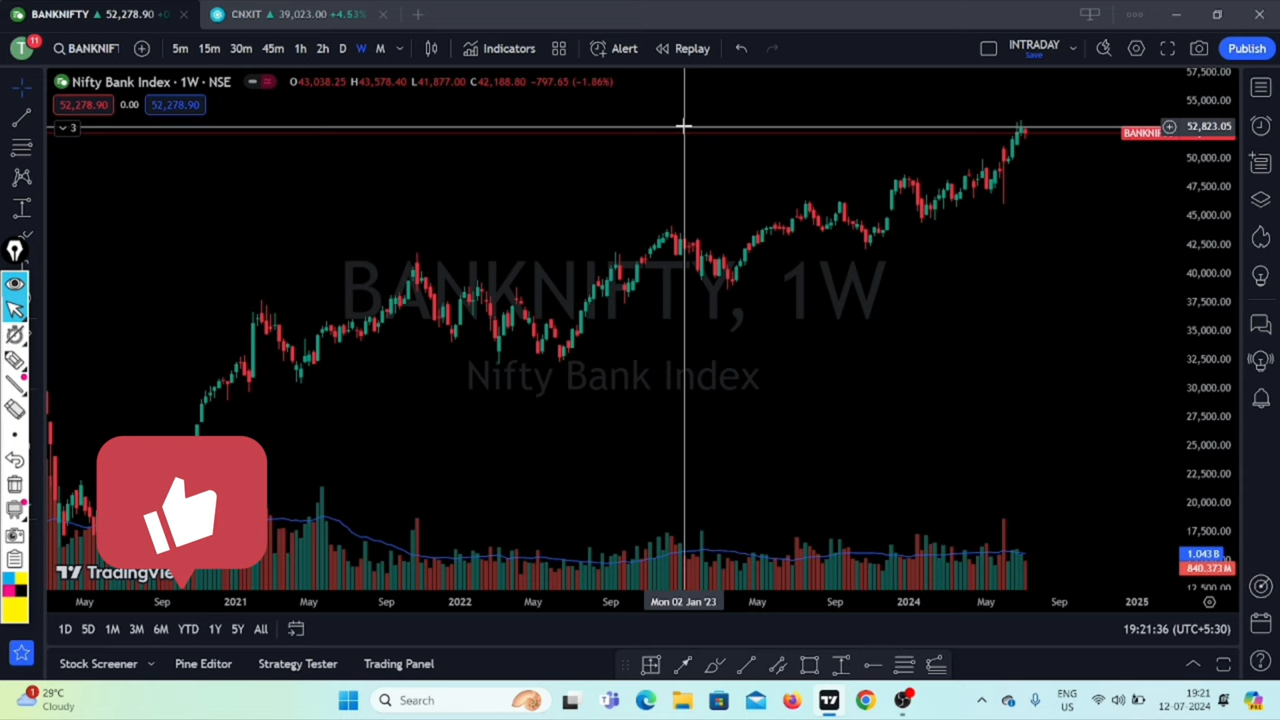 BANKNIFTY ▲ 52,278.90
CNXIT ▲ 39,023.00 +4.53%
11
BANKNIFT
5m 15m 30m 45m 1h 2h D W M
Indicators
Alert
Replay
INTRADAY
Save
Publish
Nifty Bank Index · 1W · NSE
O43,038.25 H43,578.40 L41,877.00 C42,188.80 -797.65 (-1.86%)
52,278.90 0.00 52,278.90
3
57,500.00
55,000.00
52,823.05
BANKNIF
50,000.00
47,500.00
45,000.00
42,500.00
40,000.00
37,500.00
35,000.00
32,500.00
30,000.00
27,500.00
25,000.00
22,500.00
20,000.00
17,500.00
1.043 B
840.373M
12,500.00
BANKNIFTY, 1W
Nifty Bank Index
TradingVie
May Sep 2021 May Sep 2022 May Sep Mon 02 Jan '23 May Sep 2024 May Sep 2025
1D 5D 1M 3M 6M YTD 1Y 5Y All
19:21:36 (UTC+5:30)
Stock Screener
Pine Editor
Strategy Tester
Trading Panel
1
29°C
Cloudy
Search
ENG
US
19:21
12-07-2024